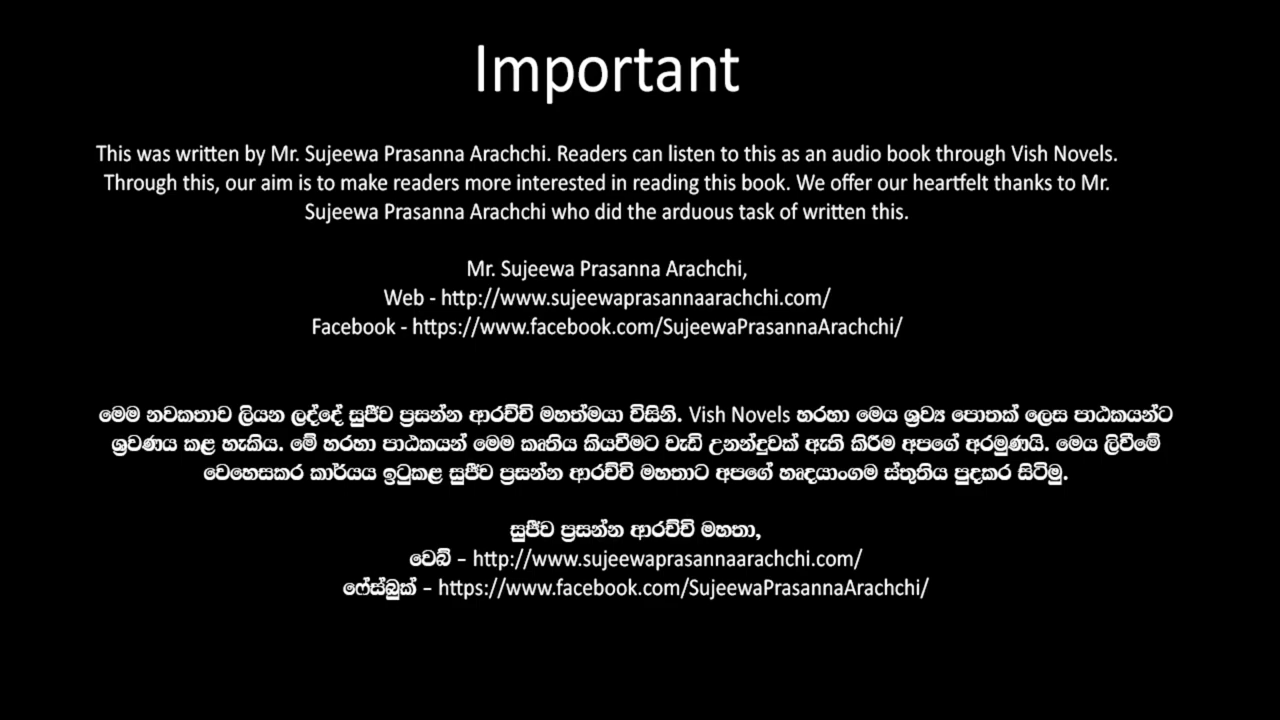 Important
This was written by Mr. Sujeewa Prasanna Arachchi. Readers can listen to this as an audio book through Vish Novels.
Through this, our aim is to make readers more interested in reading this book. We offer our heartfelt thanks to Mr.
Sujeewa Prasanna Arachchi who did the arduous task of written this.
Mr. Sujeewa Prasanna Arachchi,
Web - http://www.sujeewaprasannaarachchi.com/
Facebook - https://www.facebook.com/SujeewaPrasannaArachchi/
මෙම නවකතාව ලියන ලද්දේ සුජීව ප්‍රසන්න ආරච්චි මහත්මයා විසිනි. Vish Novels හරහා මෙය ශ්‍රව්‍ය පොතක් ලෙස පාඨකයන්ට
ශ්‍රවණය කළ හැකිය. මේ හරහා පාඨකයන් මෙම කෘතිය කියවීමට වැඩි උනන්දුවක් ඇති කිරීම අපගේ අරමුණයි. මෙය ලිවීමේ
වෙහෙසකර කාර්යය ඉටුකළ සුජීව ප්‍රසන්න ආරච්චි මහතාට අපගේ හෘදයාංගම ස්තුතිය පුදකර සිටිමු.
සුජීව ප්‍රසන්න ආරච්චි මහතා,
වෙබ් – http://www.sujeewaprasannaarachchi.com/
ෆේස්බුක් – https://www.facebook.com/SujeewaPrasannaArachchi/